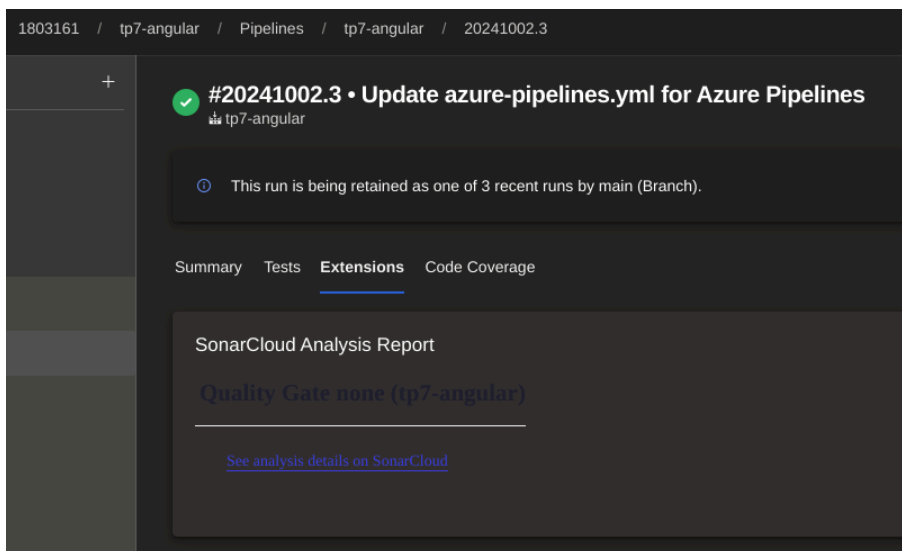 1803161 / tp7-angular / Pipelines / tp7-angular / 20241002.3
+
#20241002.3 • Update azure-pipelines.yml for Azure Pipelines
tp7-angular
This run is being retained as one of 3 recent runs by main (Branch).
Summary Tests Extensions Code Coverage
SonarCloud Analysis Report
Quality Gate none (tp7-angular)
See analysis details on SonarCloud